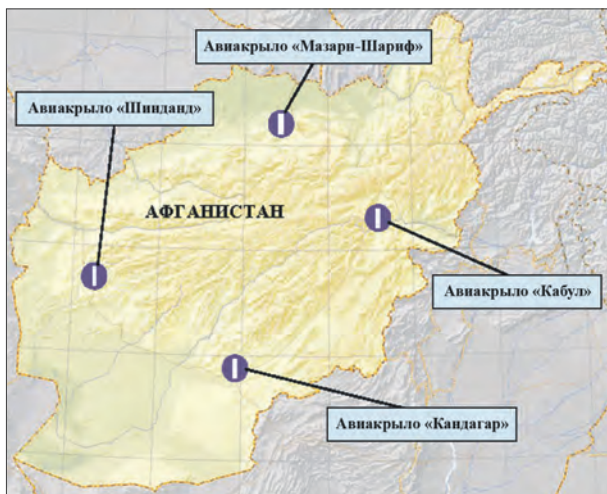 Авиакрыло «Мазари-Шариф»
Авиакрыло «Шинданд»
АФГАНИСТАН
Авиакрыло «Кабул»
Авиакрыло «Кандагар»